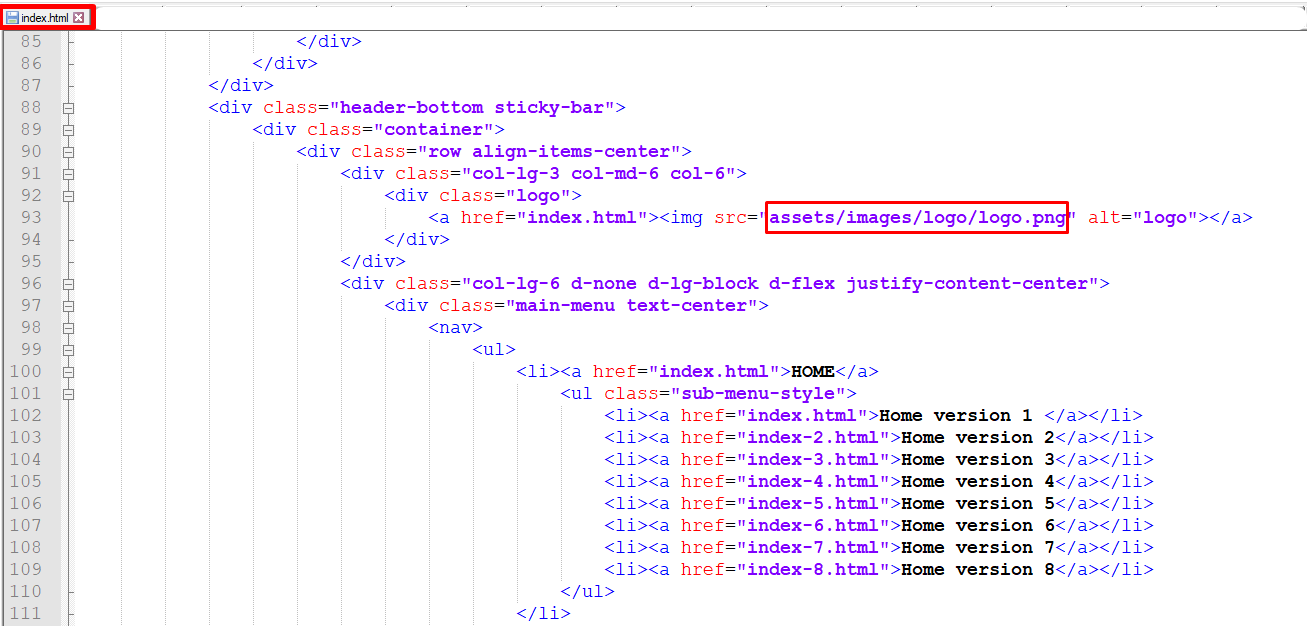 index.html
85 </div>
86 </div>
87 </div>
88 <div class="header-bottom sticky-bar">
89 <div class="container">
90 <div class="row align-items-center">
91 <div class="col-lg-3 col-md-6 col-6">
92 <div class="logo">
93 <a href="index.html"><img src="assets/images/logo/logo.png" alt="logo"></a>
94 </div>
95 </div>
96 <div class="col-lg-6 d-none d-lg-block d-flex justify-content-center">
97 <div class="main-menu text-center">
98 <nav>
99 <ul>
100 <li><a href="index.html">HOME</a>
101 <ul class="sub-menu-style">
102 <li><a href="index.html">Home version 1 </a></li>
103 <li><a href="index-2.html">Home version 2</a></li>
104 <li><a href="index-3.html">Home version 3</a></li>
105 <li><a href="index-4.html">Home version 4</a></li>
106 <li><a href="index-5.html">Home version 5</a></li>
107 <li><a href="index-6.html">Home version 6</a></li>
108 <li><a href="index-7.html">Home version 7</a></li>
109 <li><a href="index-8.html">Home version 8</a></li>
110 </ul>
111 </li>